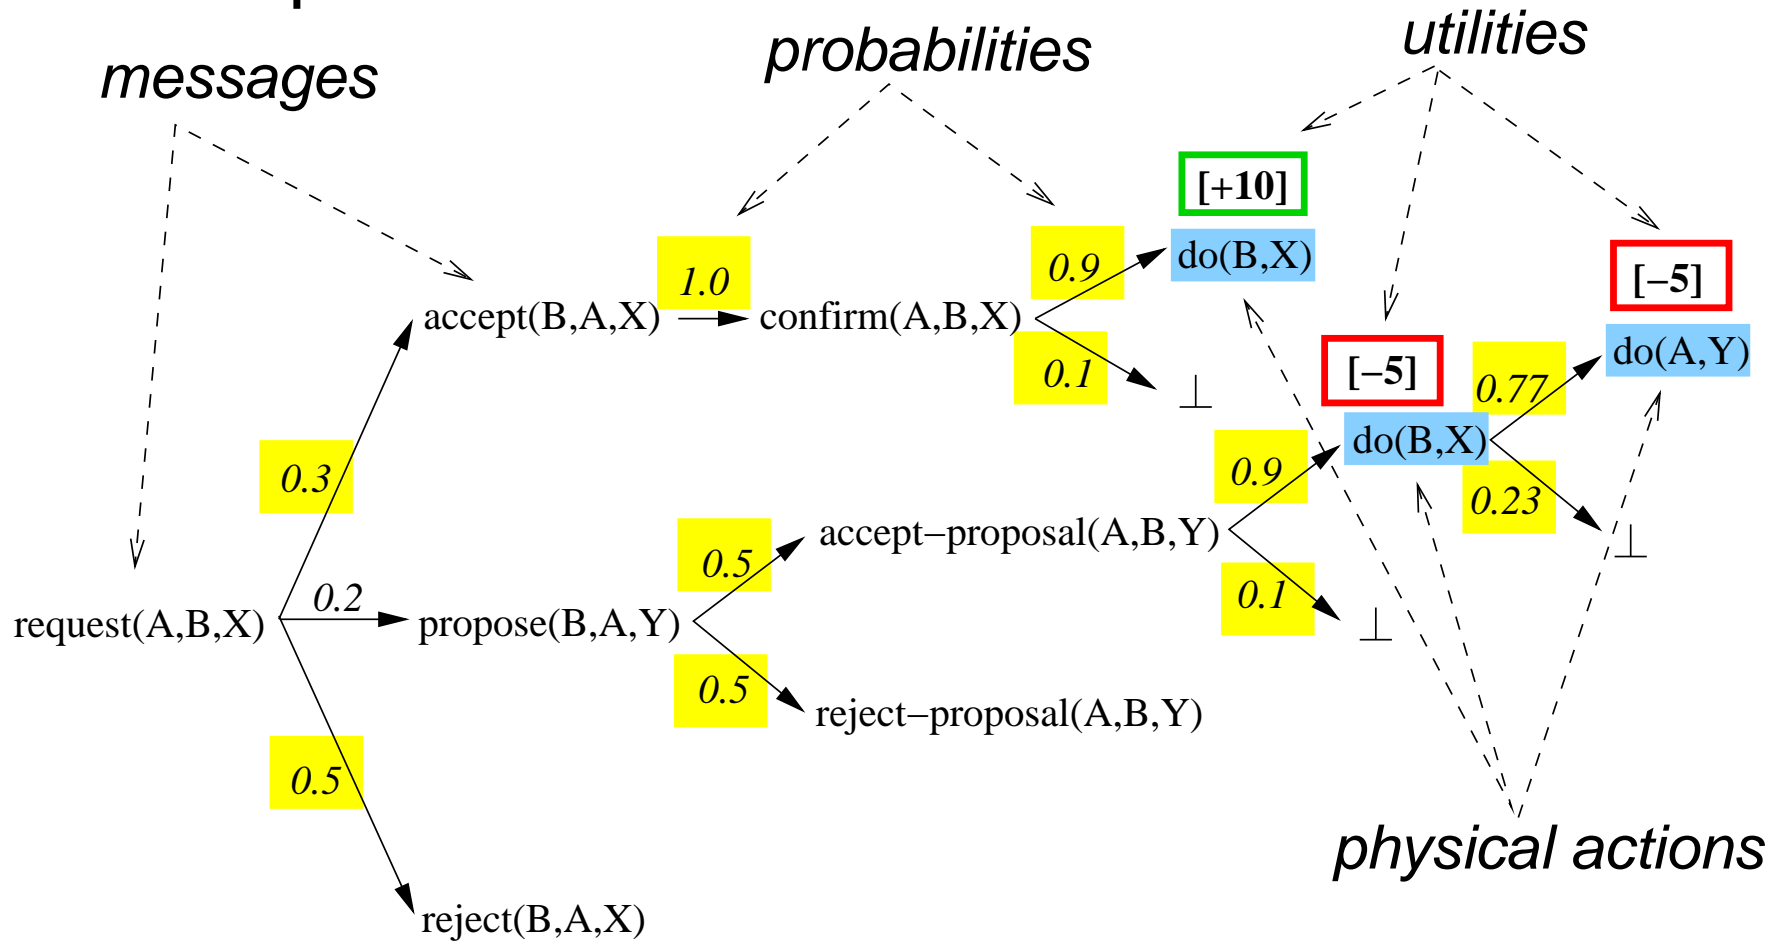 messages
probabilities
utilities
[+10]
do(B,X)
[−5]
do(A,Y)
1.0
0.9
accept(B,A,X)
confirm(A,B,X)
0.1
⊥
[−5]
0.77
do(B,X)
0.3
0.9
0.23
⊥
0.5
accept−proposal(A,B,Y)
0.1
⊥
request(A,B,X)
0.2
propose(B,A,Y)
0.5
reject−proposal(A,B,Y)
0.5
reject(B,A,X)
physical actions